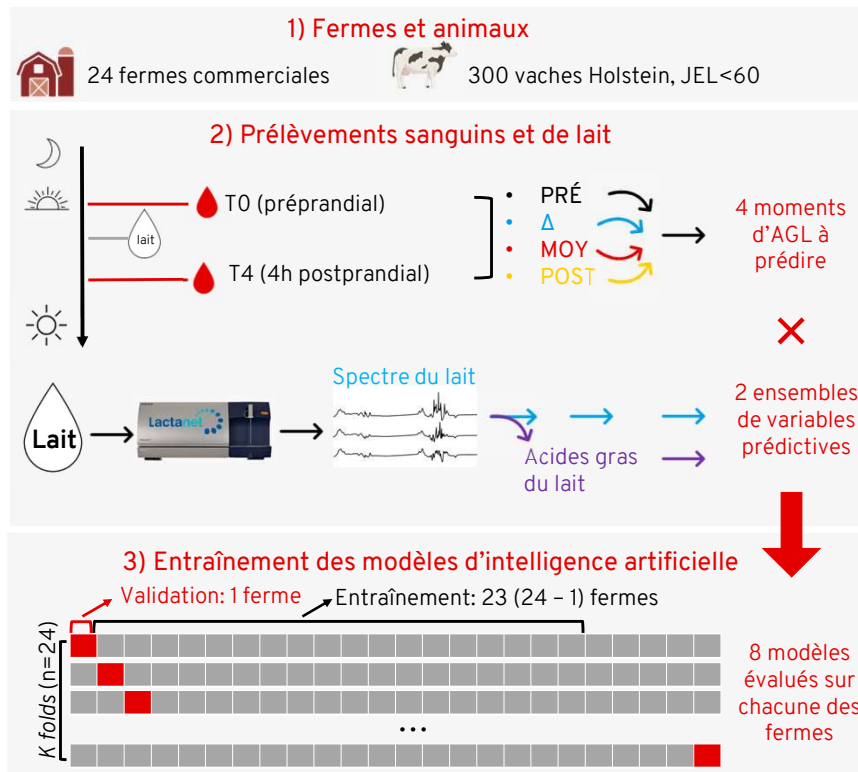 1) Fermes et animaux
24 fermes commerciales
300 vaches Holstein, JEL<60
2) Prélèvements sanguins et de lait
T0 (préprandial)
lait
T4 (4h postprandial)
• PRÉ
• Δ
• MOY
• POST
4 moments
d’AGL à
prédire
Lait
Lactanet
Spectre du lait
Acides gras
du lait
2 ensembles
de variables
prédictives
3) Entraînement des modèles d’intelligence artificielle
Validation: 1 ferme
Entraînement: 23 (24 – 1) fermes
K folds (n=24)
...
8 modèles
évalués sur
chacune des
fermes